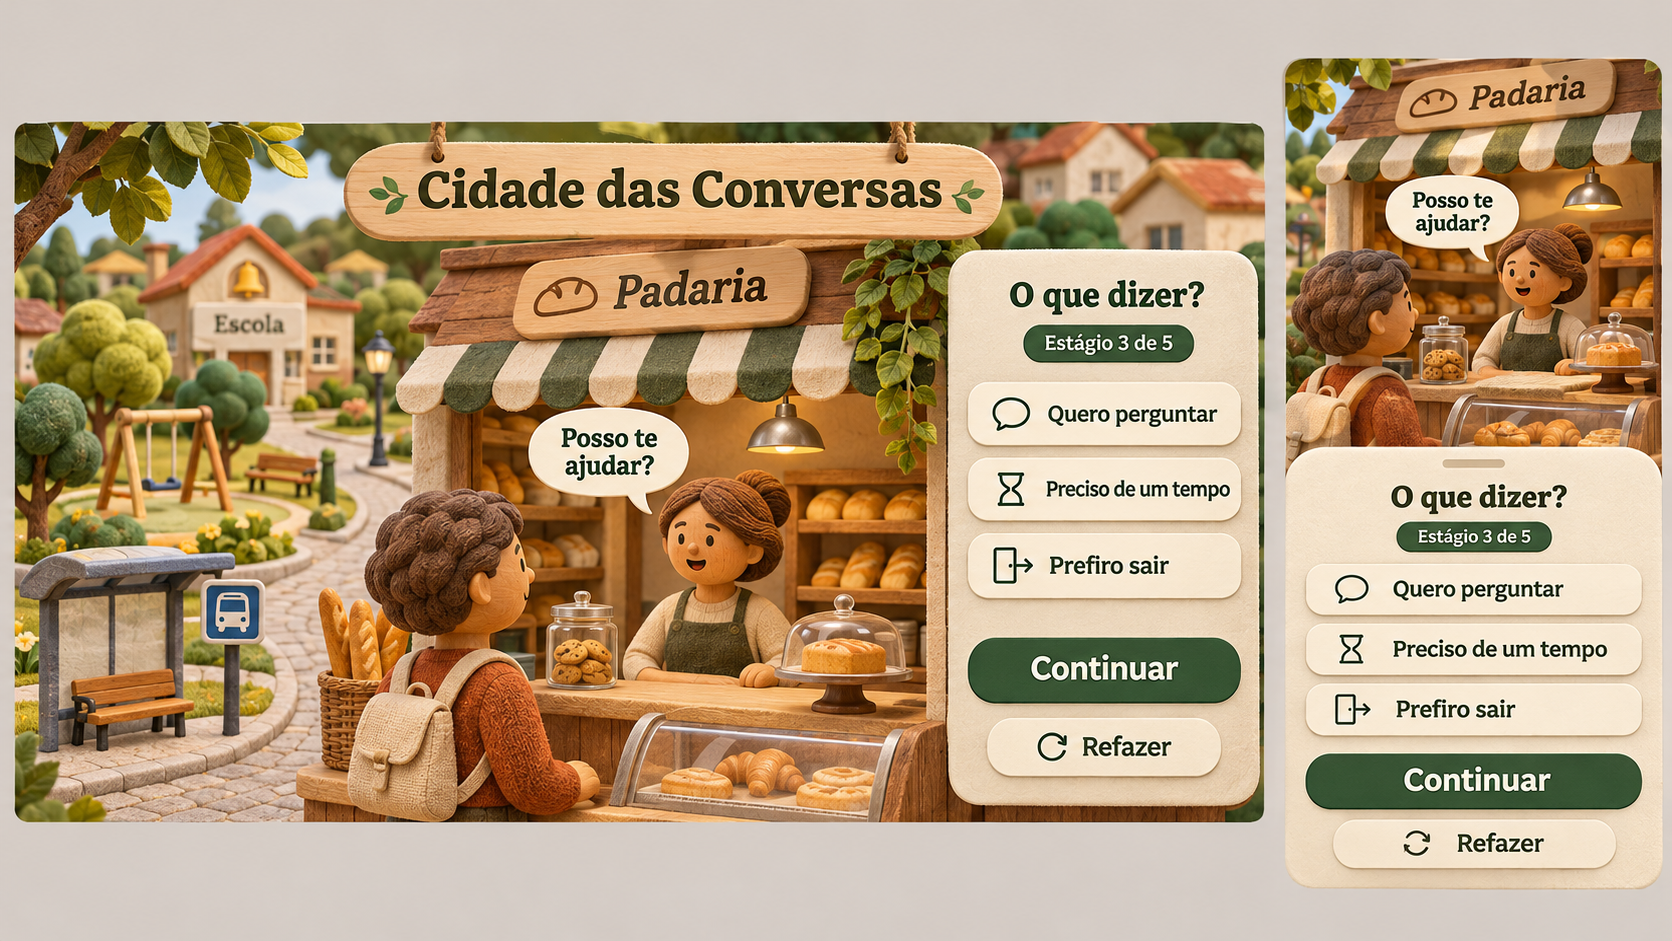 Cidade das Conversas
Padaria
Escola
Posso te
ajudar?
O que dizer?
Estágio 3 de 5
Quero perguntar
Preciso de um tempo
Prefiro sair
Continuar
Refazer
Padaria
Posso te
ajudar?
O que dizer?
Estágio 3 de 5
Quero perguntar
Preciso de um tempo
Prefiro sair
Continuar
Refazer